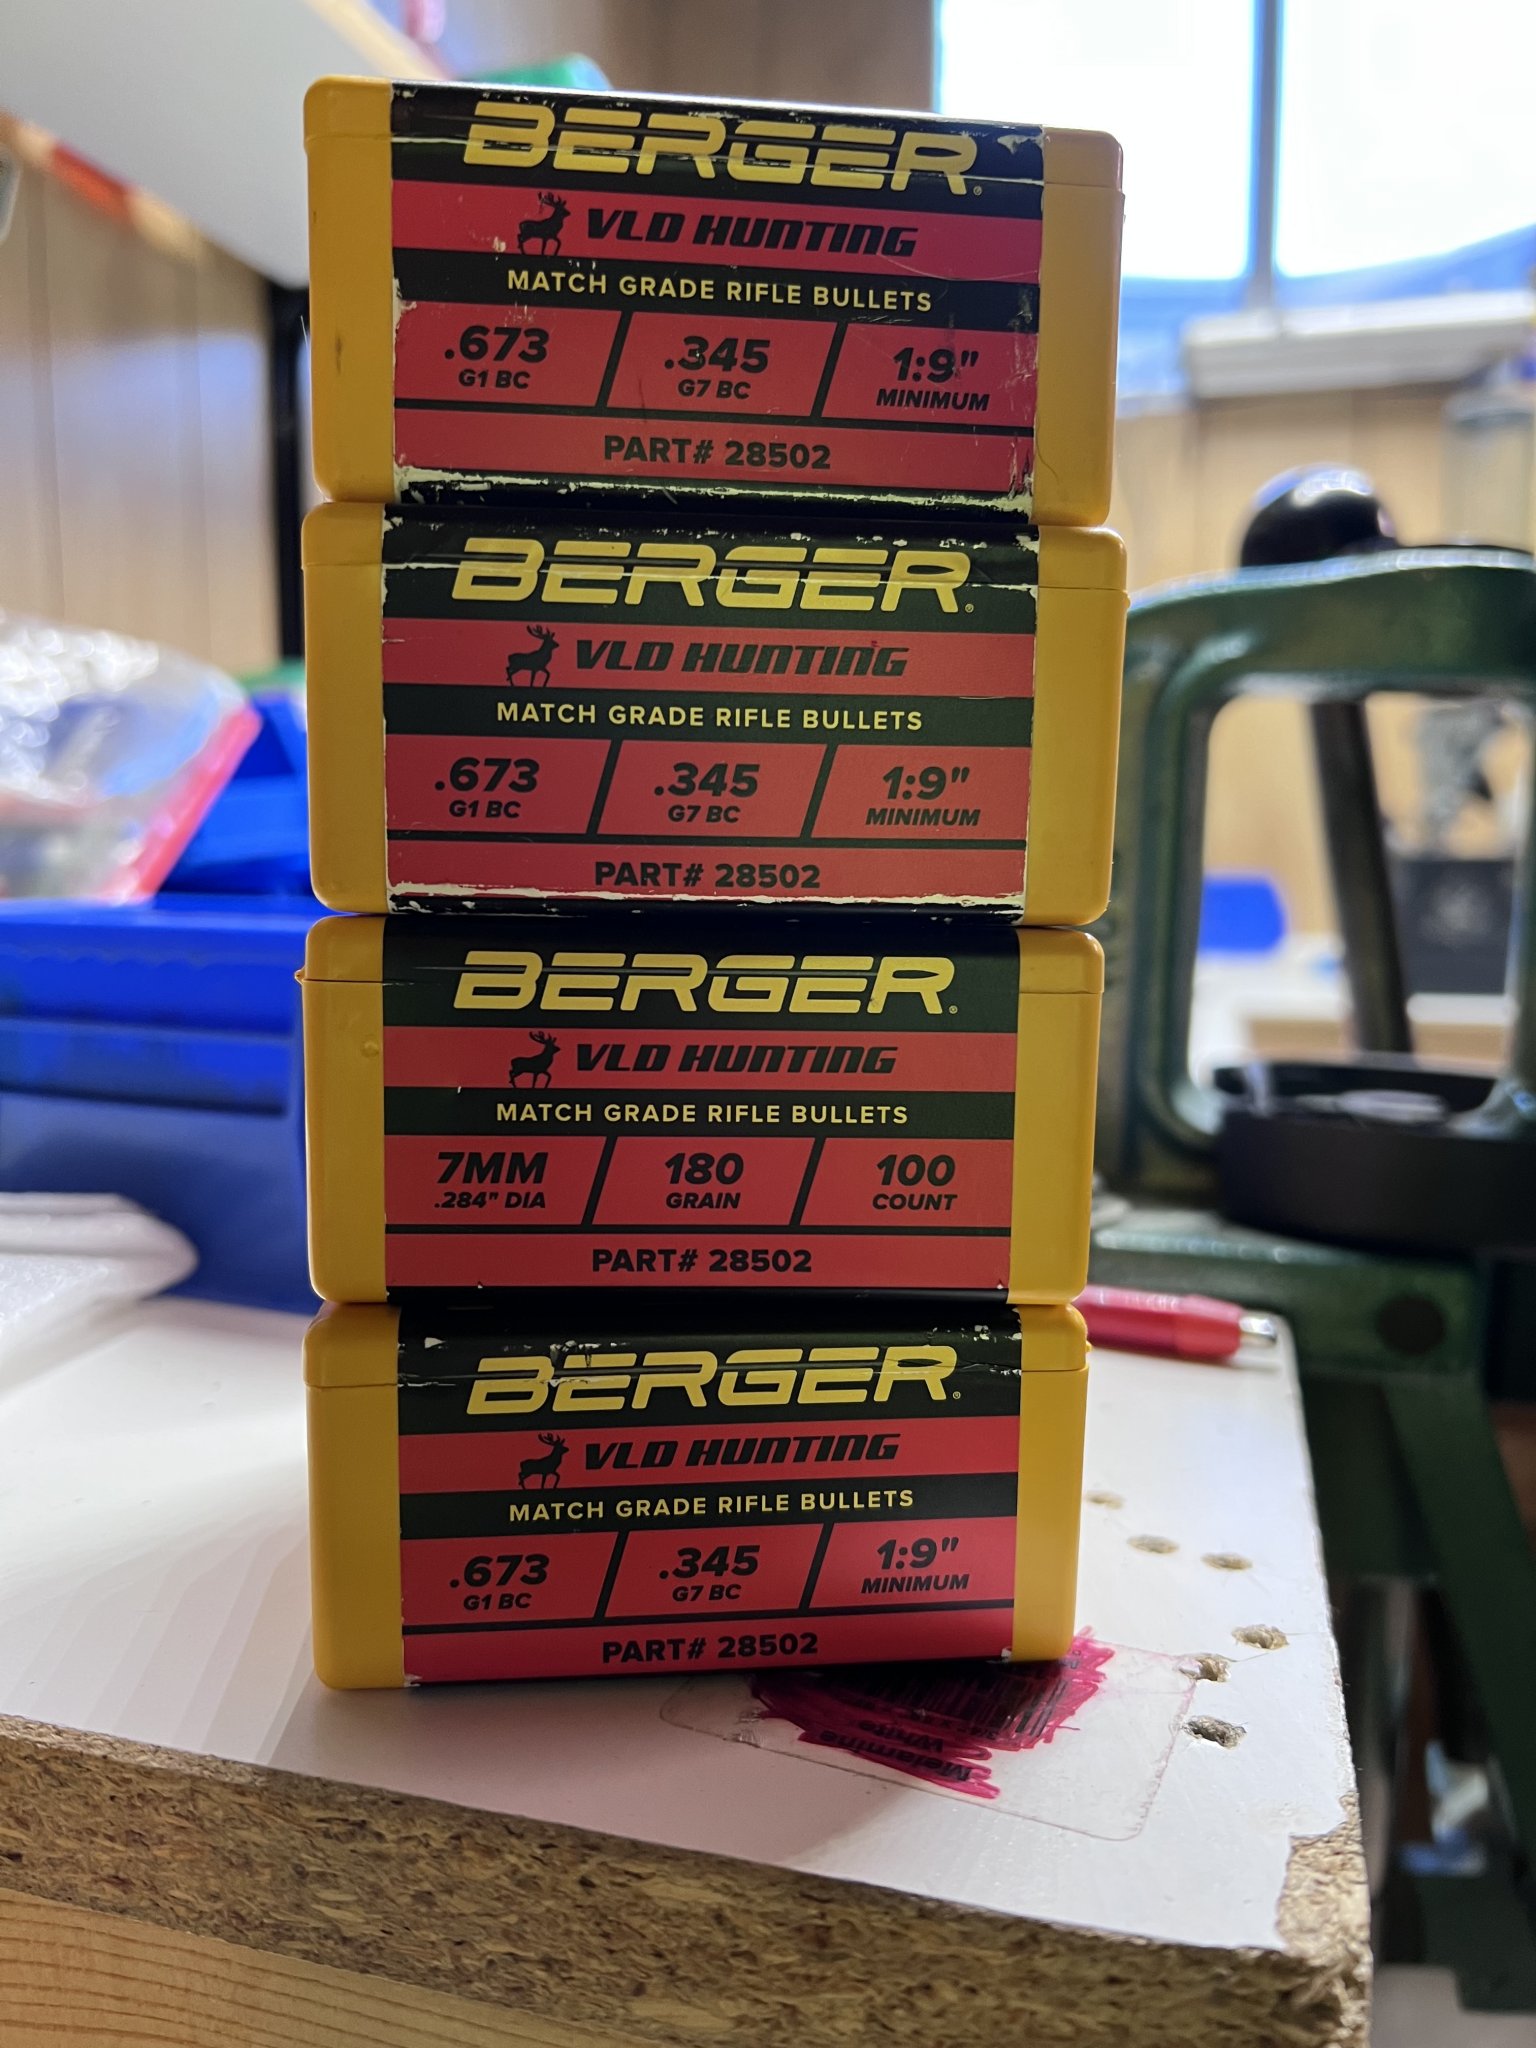 BERGER®
VLD HUNTING
MATCH GRADE RIFLE BULLETS
.673 .345 1:9"
G1 BC G7 BC MINIMUM
PART# 28502
BERGER®
VLD HUNTING
MATCH GRADE RIFLE BULLETS
.673 .345 1:9"
G1 BC G7 BC MINIMUM
PART# 28502
BERGER®
VLD HUNTING
MATCH GRADE RIFLE BULLETS
7MM 180 100
.284" DIA GRAIN COUNT
PART# 28502
BERGER®
VLD HUNTING
MATCH GRADE RIFLE BULLETS
.673 .345 1:9"
G1 BC G7 BC MINIMUM
PART# 28502
Melamine
White